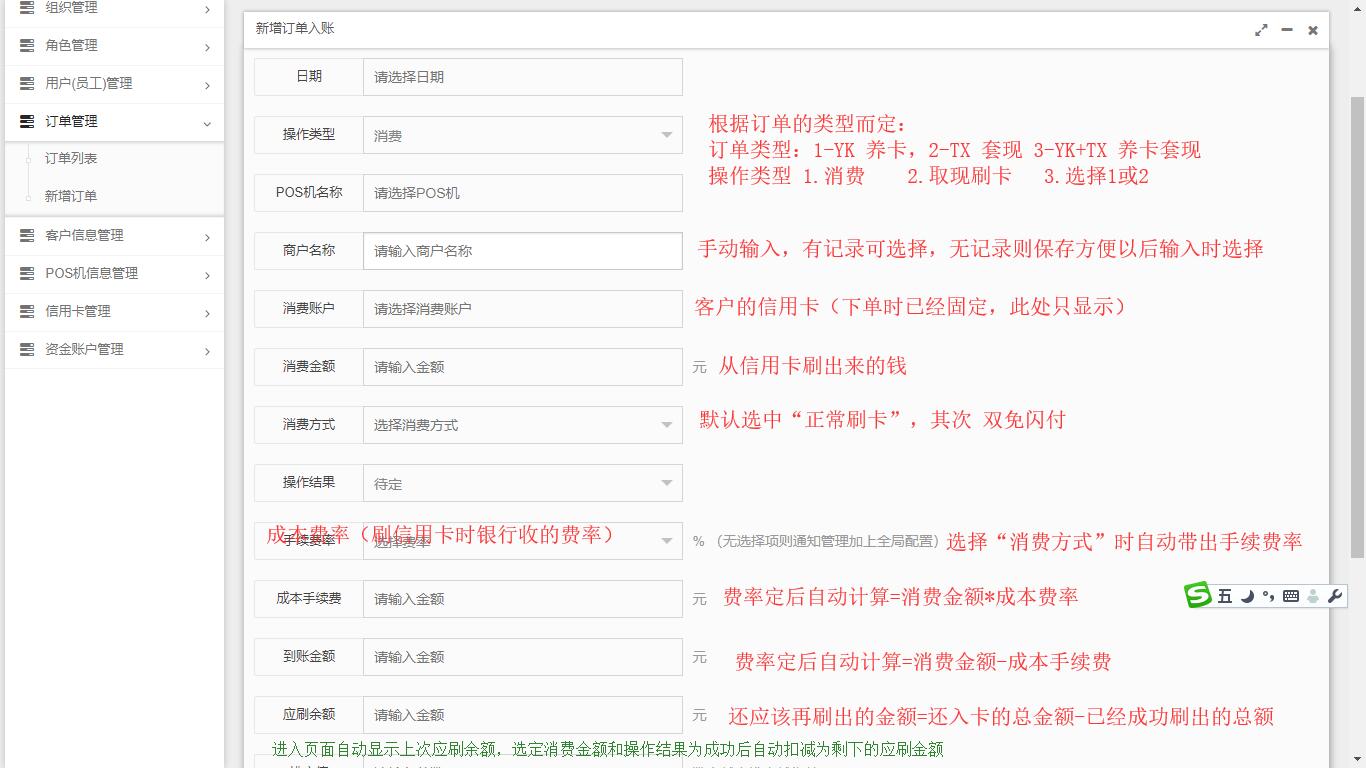 组织管理
角色管理
用户(员工)管理
订单管理
订单列表
新增订单
客户信息管理
POS机信息管理
信用卡管理
资金账户管理
新增订单入账
日期 请选择日期
操作类型 消费
根据订单的类型而定：
订单类型：1-YK 养卡，2-TX 套现 3-YK+TX 养卡套现
操作类型 1.消费 2.取现刷卡 3.选择1或2
POS机名称 请选择POS机
商户名称 请输入商户名称 手动输入，有记录可选择，无记录则保存方便以后输入时选择
消费账户 请选择消费账户 客户的信用卡（下单时已经固定，此处只显示）
消费金额 请输入金额 元 从信用卡刷出来的钱
消费方式 选择消费方式 默认选中“正常刷卡”，其次 双免闪付
操作结果 待定
成本费率（刷信用卡时银行收的费率）
手续费率 选择费率 % （无选择项则通知管理加上全局配置） 选择“消费方式”时自动带出手续费率
成本手续费 请输入金额 元 费率定后自动计算=消费金额*成本费率
五
到账金额 请输入金额 元 费率定后自动计算=消费金额-成本手续费
应刷余额 请输入金额 元 还应该再刷出的金额=还入卡的总金额-已经成功刷出的总额
进入页面自动显示上次应刷余额，选定消费金额和操作结果为成功后自动扣减为剩下的应刷金额